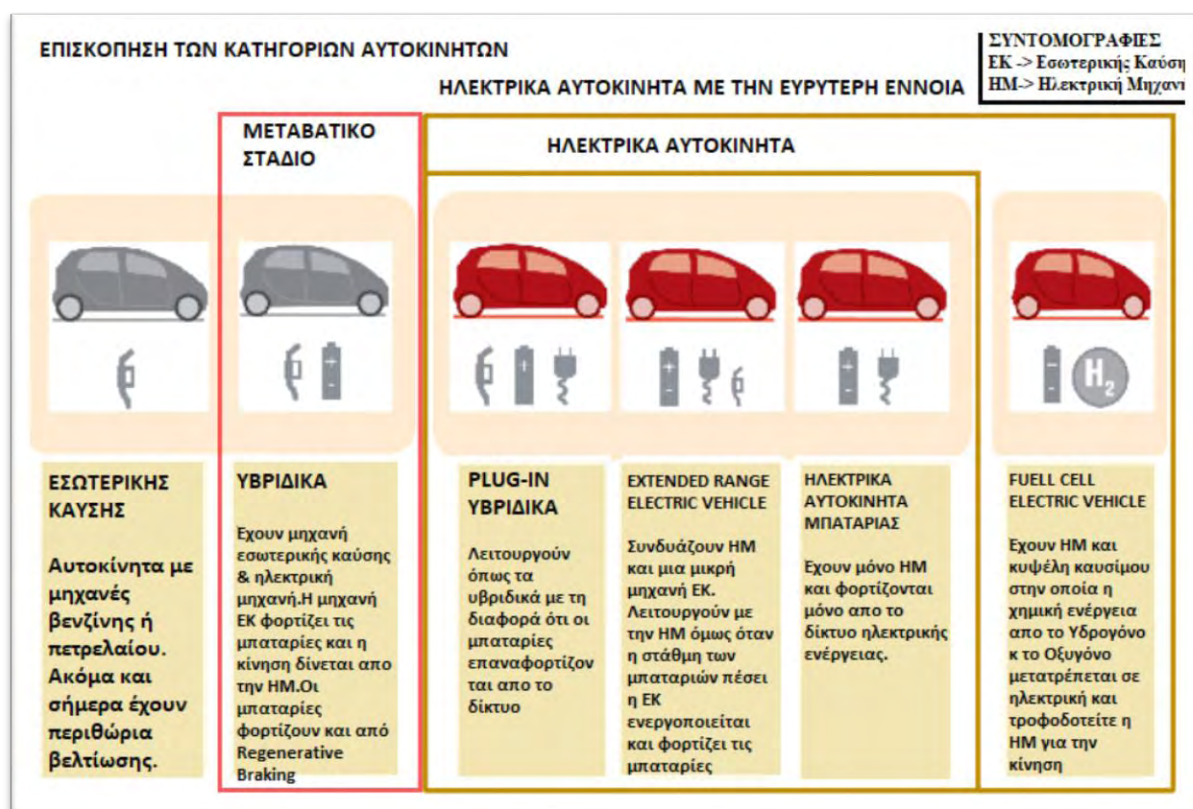 ΕΠΙΣΚΟΠΗΣΗ ΤΩΝ ΚΑΤΗΓΟΡΙΩΝ ΑΥΤΟΚΙΝΗΤΩΝ
ΣΥΝΤΟΜΟΓΡΑΦΙΕΣ
ΕΚ -> Εσωτερικής Καύση
ΗΜ-> Ηλεκτρική Μηχανή
ΗΛΕΚΤΡΙΚΑ ΑΥΤΟΚΙΝΗΤΑ ΜΕ ΤΗΝ ΕΥΡΥΤΕΡΗ ΕΝΝΟΙΑ
ΜΕΤΑΒΑΤΙΚΟ
ΣΤΑΔΙΟ
ΗΛΕΚΤΡΙΚΑ ΑΥΤΟΚΙΝΗΤΑ
H2
ΕΣΩΤΕΡΙΚΗΣ
ΚΑΥΣΗΣ
Αυτοκίνητα με
μηχανές
βενζίνης ή
πετρελαίου.
Ακόμα και
σήμερα έχουν
περιθώρια
βελτίωσης.
ΥΒΡΙΔΙΚΑ
Έχουν μηχανή
εσωτερικής καύσης
& ηλεκτρική
μηχανή.Η μηχανή
ΕΚ φορτίζει τις
μπαταρίες και η
κίνηση δίνεται απο
την ΗΜ.Οι
μπαταρίες
φορτίζουν και από
Regenerative
Braking
PLUG-IN
ΥΒΡΙΔΙΚΑ
Λειτουργούν
όπως τα
υβριδικά με τη
διαφορά ότι οι
μπαταρίες
επαναφορτίζον
ται απο το
δίκτυο
EXTENDED RANGE
ELECTRIC VEHICLE
Συνδυάζουν ΗΜ
και μια μικρή
μηχανή ΕΚ.
Λειτουργούν με
την ΗΜ όμως όταν
η στάθμη των
μπαταριών πέσει
η ΕΚ
ενεργοποιείται
και φορτίζει τις
μπαταρίες
ΗΛΕΚΤΡΙΚΑ
ΑΥΤΟΚΙΝΗΤΑ
ΜΠΑΤΑΡΙΑΣ
Έχουν μόνο ΗΜ
και φορτίζονται
μόνο απο το
δίκτυο ηλεκτρικής
ενέργειας.
FUELL CELL
ELECTRIC VEHICLE
Έχουν ΗΜ και
κυψέλη καυσίμου
στην οποία η
χημική ενέργεια
απο το Υδρογόνο
κ το Οξυγόνο
μετατρέπεται σε
ηλεκτρική και
τροφοδοτείτε η
ΗΜ για την
κίνηση